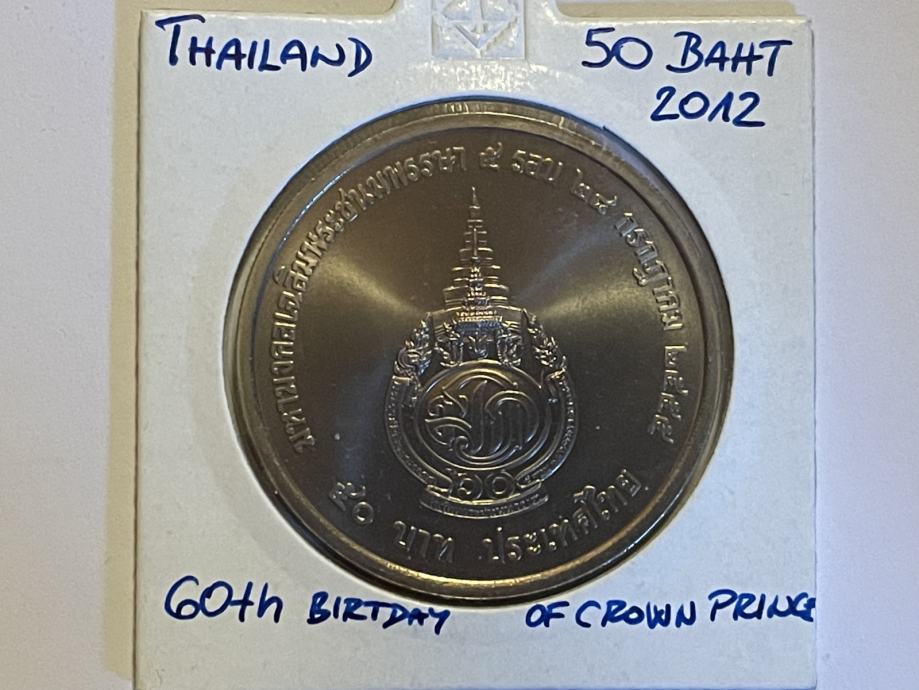 THAILAND 50 BAHT
2012
มหามงคลเฉลิมพระชนมพรรษา ๕ รอบ ๒๘ กรกฎาคม ๒๕๕๕
๖๐
๕๐ บาท ประเทศไทย
60th BIRTDAY OF CROWN PRINCE